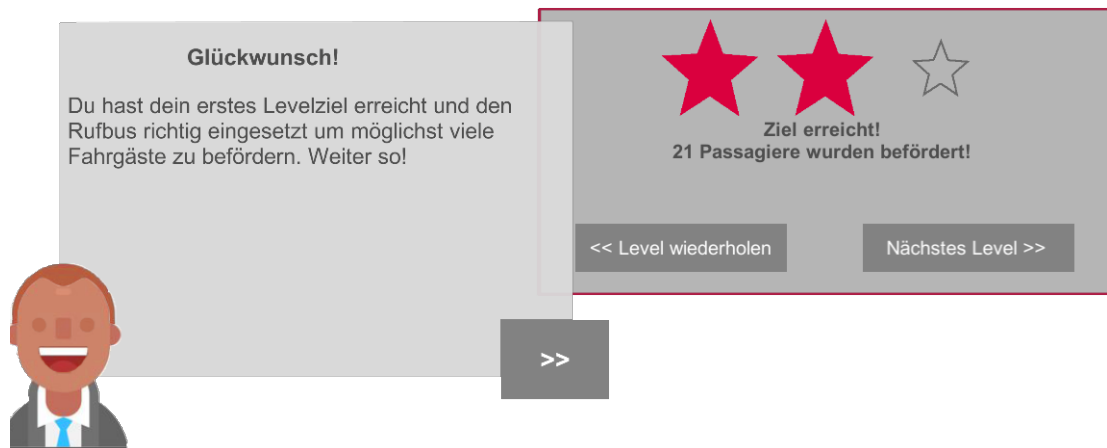 Glückwunsch!
Du hast dein erstes Levelziel erreicht und den
Rufbus richtig eingesetzt um möglichst viele
Fahrgäste zu befördern. Weiter so!
>>
Ziel erreicht!
21 Passagiere wurden befördert!
<< Level wiederholen
Nächstes Level >>